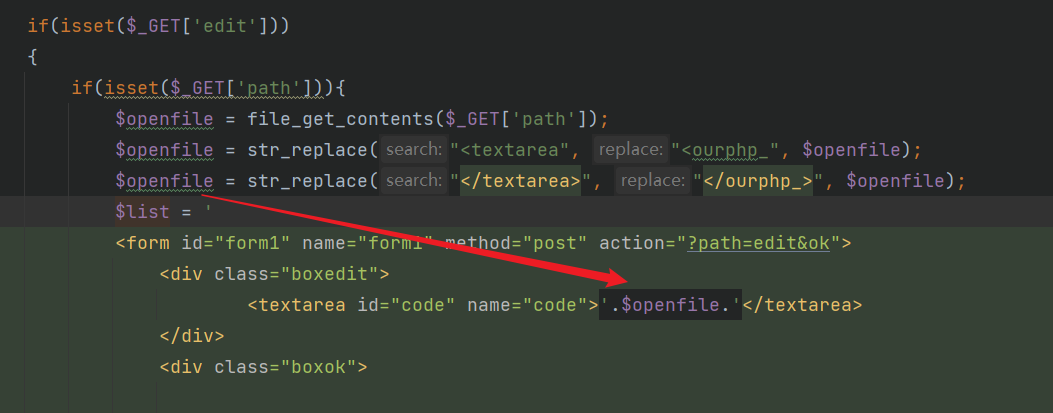 if(isset($_GET['edit']))
{
if(isset($_GET['path'])){
$openfile = file_get_contents($_GET['path']);
$openfile = str_replace( search: "<textarea", replace: "<ourphp_", $openfile);
$openfile = str_replace( search: "</textarea>", replace: "</ourphp_>", $openfile);
$list = '
<form id="form1" name="form1" method="post" action="?path=edit&ok">
<div class="boxedit">
<textarea id="code" name="code">'.$openfile.'</textarea>
</div>
<div class="boxok">